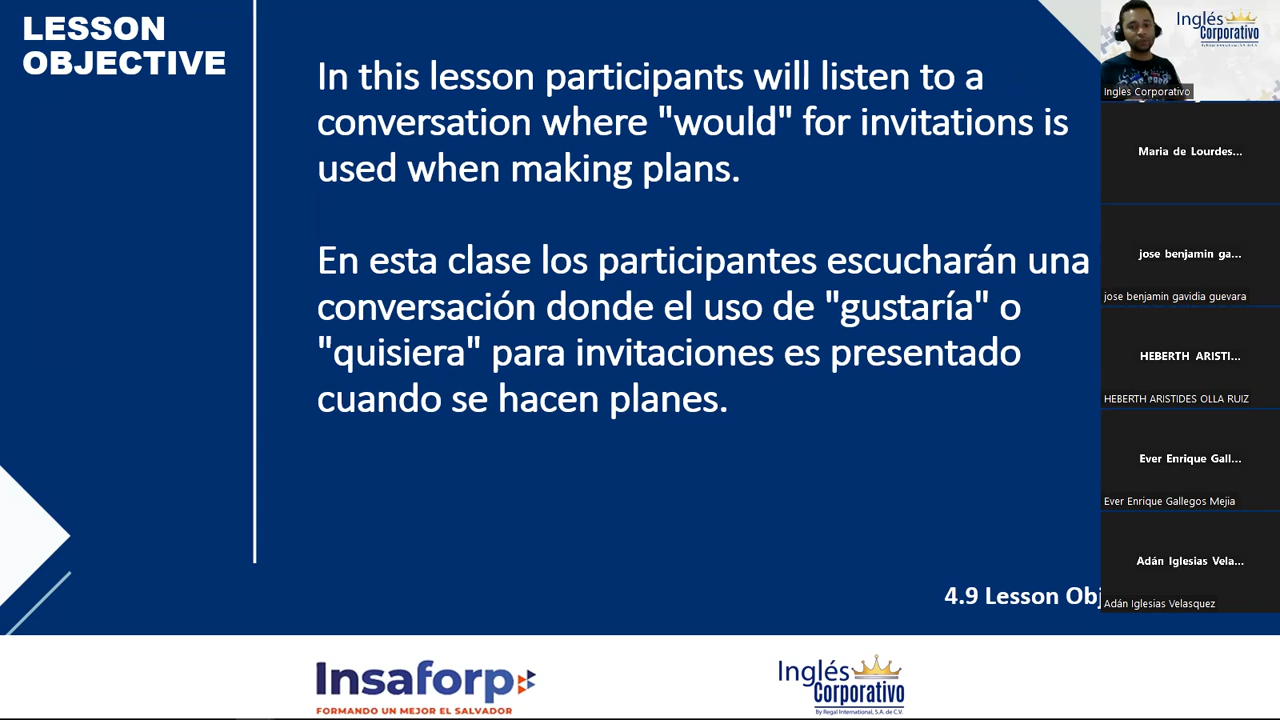 LESSON
OBJECTIVE
In this lesson participants will listen to a
conversation where "would" for invitations is
used when making plans.
En esta clase los participantes escucharán una
conversación donde el uso de "gustaría" o
"quisiera" para invitaciones es presentado
cuando se hacen planes.
4.9 Lesson Obj
Insaforp
FORMANDO UN MEJOR EL SALVADOR
Inglés
Corporativo
By Regal International, S.A. de C.V.
Inglés
Corporativo
Ingles Corporativo
Maria de Lourdes...
jose benjamin ga...
jose benjamin gavidia guevara
HEBERTH ARISTI...
HEBERTH ARISTIDES OLLA RUIZ
Ever Enrique Gall...
Ever Enrique Gallegos Mejia
Adán Iglesias Vela...
Adán Iglesias Velasquez